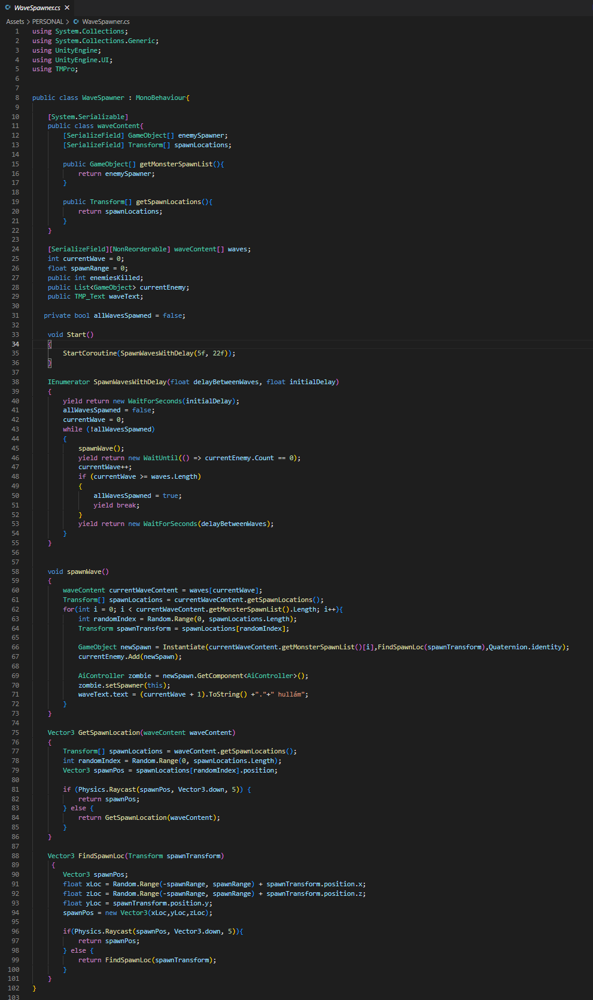 WaveSpawner.cs ×
Assets > PERSONAL > WaveSpawner.cs
1 using System.Collections;
2 using System.Collections.Generic;
3 using UnityEngine;
4 using UnityEngine.UI;
5 using TMPro;
6
7
8 public class WaveSpawner : MonoBehaviour{
9
10 [System.Serializable]
11 public class waveContent{
12 [SerializeField] GameObject[] enemySpawner;
13 [SerializeField] Transform[] spawnLocations;
14
15 public GameObject[] getMonsterSpawnList(){
16 return enemySpawner;
17 }
18
19 public Transform[] getSpawnLocations(){
20 return spawnLocations;
21 }
22 }
23
24 [SerializeField][NonReorderable] waveContent[] waves;
25 int currentWave = 0;
26 float spawnRange = 0;
27 public int enemiesKilled;
28 public List<GameObject> currentEnemy;
29 public TMP_Text waveText;
30
31 private bool allWavesSpawned = false;
32
33 void Start()
34 {
35 StartCoroutine(SpawnWavesWithDelay(5f, 22f));
36 }
37
38 IEnumerator SpawnWavesWithDelay(float delayBetweenWaves, float initialDelay)
39 {
40 yield return new WaitForSeconds(initialDelay);
41 allWavesSpawned = false;
42 currentWave = 0;
43 while (!allWavesSpawned)
44 {
45 spawnWave();
46 yield return new WaitUntil(() => currentEnemy.Count == 0);
47 currentWave++;
48 if (currentWave >= waves.Length)
49 {
50 allWavesSpawned = true;
51 yield break;
52 }
53 yield return new WaitForSeconds(delayBetweenWaves);
54 }
55 }
56
57
58 void spawnWave()
59 {
60 waveContent currentWaveContent = waves[currentWave];
61 Transform[] spawnLocations = currentWaveContent.getSpawnLocations();
62 for(int i = 0; i < currentWaveContent.getMonsterSpawnList().Length; i++){
63 int randomIndex = Random.Range(0, spawnLocations.Length);
64 Transform spawnTransform = spawnLocations[randomIndex];
65
66 GameObject newSpawn = Instantiate(currentWaveContent.getMonsterSpawnList()[i],FindSpawnLoc(spawnTransform),Quaternion.identity);
67 currentEnemy.Add(newSpawn);
68
69 AiController zombie = newSpawn.GetComponent<AiController>();
70 zombie.setSpawner(this);
71 waveText.text = (currentWave + 1).ToString() +"."+" hullám";
72 }
73 }
74
75 Vector3 GetSpawnLocation(waveContent waveContent)
76 {
77 Transform[] spawnLocations = waveContent.getSpawnLocations();
78 int randomIndex = Random.Range(0, spawnLocations.Length);
79 Vector3 spawnPos = spawnLocations[randomIndex].position;
80
81 if (Physics.Raycast(spawnPos, Vector3.down, 5)) {
82 return spawnPos;
83 } else {
84 return GetSpawnLocation(waveContent);
85 }
86 }
87
88 Vector3 FindSpawnLoc(Transform spawnTransform)
89 {
90 Vector3 spawnPos;
91 float xLoc = Random.Range(-spawnRange, spawnRange) + spawnTransform.position.x;
92 float zLoc = Random.Range(-spawnRange, spawnRange) + spawnTransform.position.z;
93 float yLoc = spawnTransform.position.y;
94 spawnPos = new Vector3(xLoc,yLoc,zLoc);
95
96 if(Physics.Raycast(spawnPos, Vector3.down, 5)){
97 return spawnPos;
98 } else {
99 return FindSpawnLoc(spawnTransform);
100 }
101 }
102 }
103